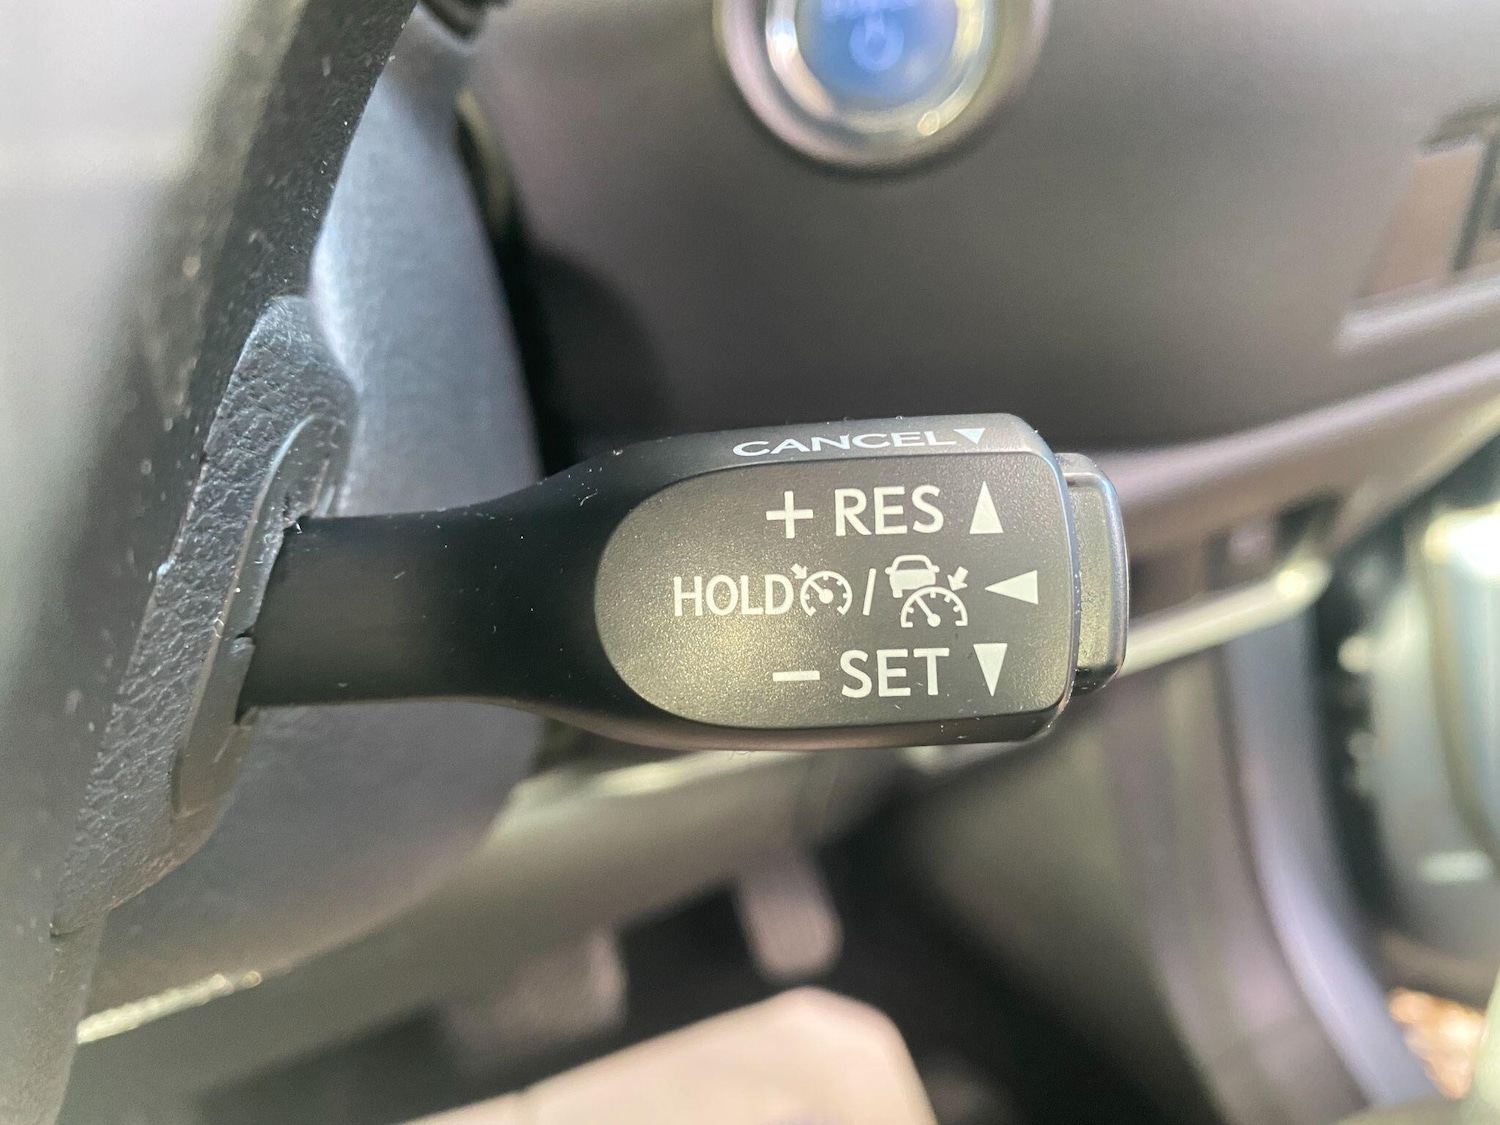 CANCEL
+ RES
HOLD /
− SET